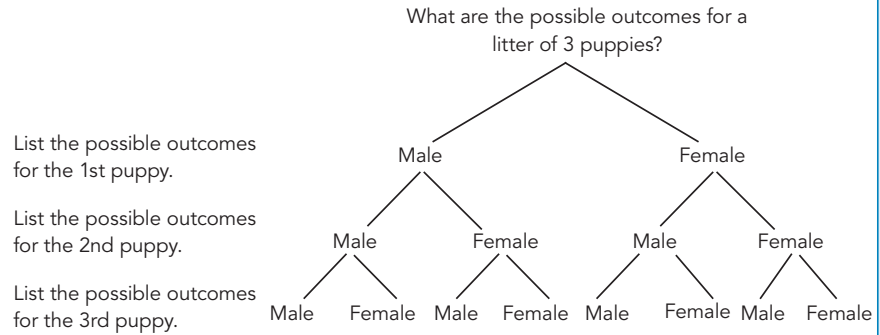 What are the possible outcomes for a
litter of 3 puppies?
List the possible outcomes
for the 1st puppy.
Male Female
List the possible outcomes
for the 2nd puppy.
Male Female Male Female
List the possible outcomes
for the 3rd puppy.
Male Female Male Female Male Female Male Female